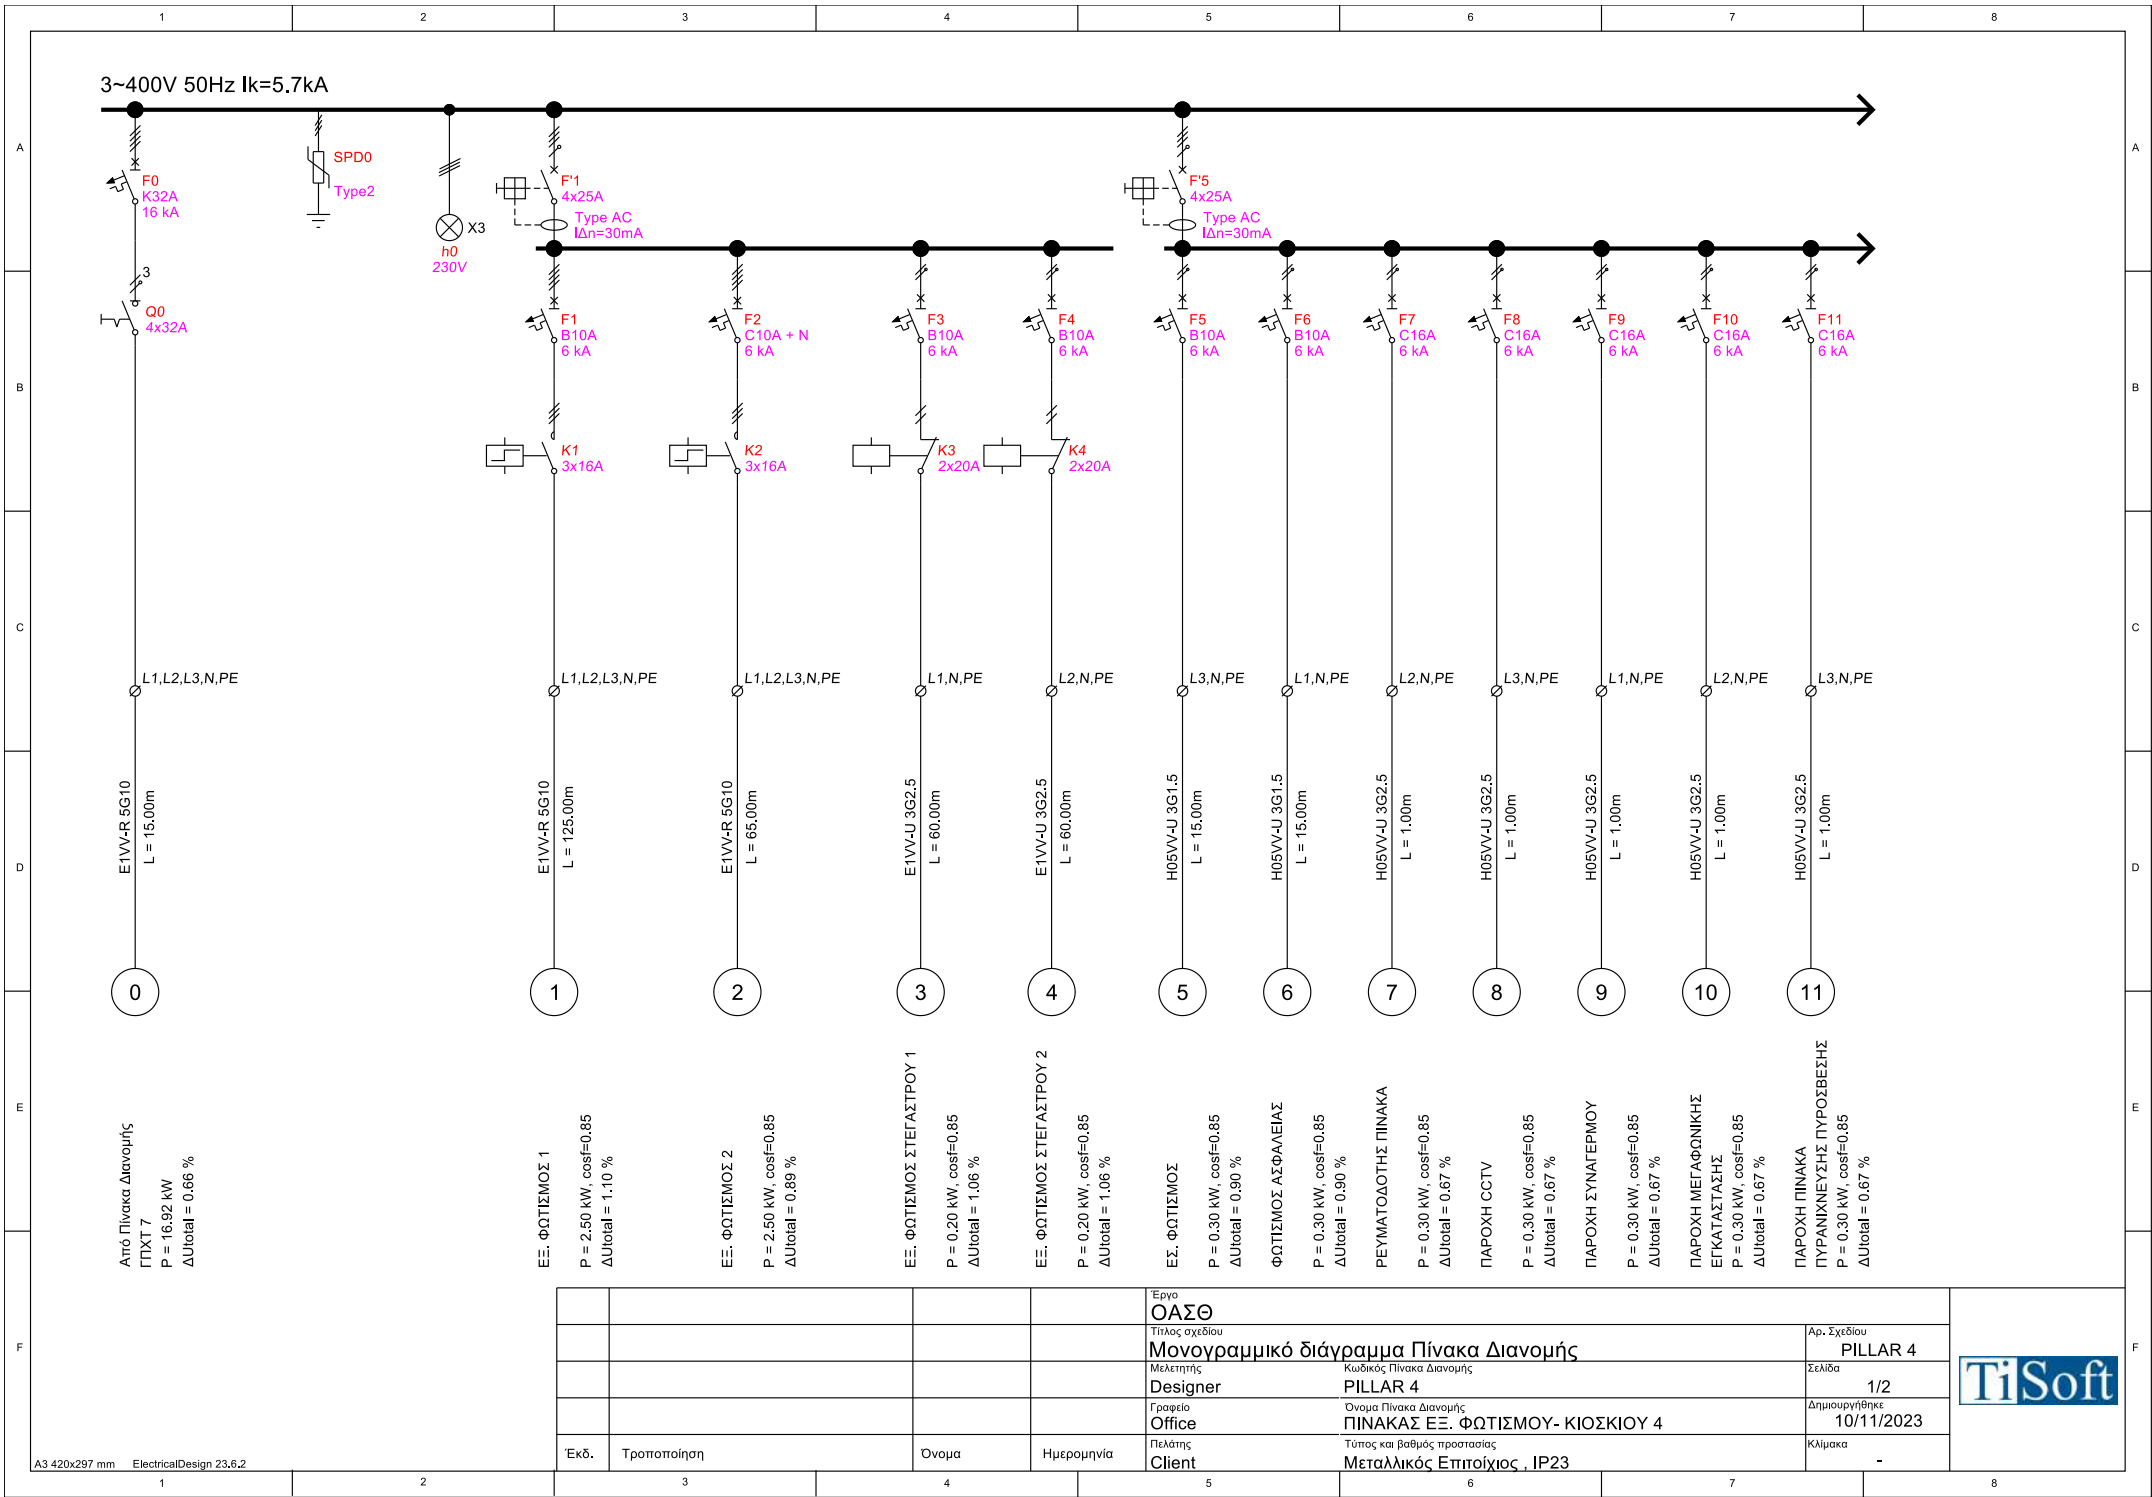 1 2 3 4 5 6 7 8
A A
B B
C C
D D
E E
F F
3~400V 50Hz Ik=5.7kA
F0
K32A
16 kA
3
Q0
4x32A
SPD0
Type2
X3
h0
230V
F'1
4x25A
Type AC
IΔn=30mA
F'5
4x25A
Type AC
IΔn=30mA
F1
B10A
6 kA
F2
C10A + N
6 kA
F3
B10A
6 kA
F4
B10A
6 kA
F5
B10A
6 kA
F6
B10A
6 kA
F7
C16A
6 kA
F8
C16A
6 kA
F9
C16A
6 kA
F10
C16A
6 kA
F11
C16A
6 kA
K1
3x16A
K2
3x16A
K3
2x20A
K4
2x20A
L1,L2,L3,N,PE
L1,L2,L3,N,PE
L1,L2,L3,N,PE
L1,N,PE
L2,N,PE
L3,N,PE
L1,N,PE
L2,N,PE
L3,N,PE
L1,N,PE
L2,N,PE
L3,N,PE
E1VV-R 5G10
L = 15.00m
E1VV-R 5G10
L = 125.00m
E1VV-R 5G10
L = 65.00m
E1VV-U 3G2.5
L = 60.00m
E1VV-U 3G2.5
L = 60.00m
H05VV-U 3G1.5
L = 15.00m
H05VV-U 3G1.5
L = 15.00m
H05VV-U 3G2.5
L = 1.00m
H05VV-U 3G2.5
L = 1.00m
H05VV-U 3G2.5
L = 1.00m
H05VV-U 3G2.5
L = 1.00m
H05VV-U 3G2.5
L = 1.00m
0 1 2 3 4 5 6 7 8 9 10 11
Από Πίνακα Διανομής
ΓΠΧΤ 7
P = 16.92 kW
ΔUtotal = 0.66 %
ΕΞ. ΦΩΤΙΣΜΟΣ 1
P = 2.50 kW, cosf=0.85
ΔUtotal = 1.10 %
ΕΞ. ΦΩΤΙΣΜΟΣ 2
P = 2.50 kW, cosf=0.85
ΔUtotal = 0.89 %
ΕΞ. ΦΩΤΙΣΜΟΣ ΣΤΕΓΑΣΤΡΟΥ 1
P = 0.20 kW, cosf=0.85
ΔUtotal = 1.06 %
ΕΞ. ΦΩΤΙΣΜΟΣ ΣΤΕΓΑΣΤΡΟΥ 2
P = 0.20 kW, cosf=0.85
ΔUtotal = 1.06 %
ΕΣ. ΦΩΤΙΣΜΟΣ
P = 0.30 kW, cosf=0.85
ΔUtotal = 0.90 %
ΦΩΤΙΣΜΟΣ ΑΣΦΑΛΕΙΑΣ
P = 0.30 kW, cosf=0.85
ΔUtotal = 0.90 %
ΡΕΥΜΑΤΟΔΟΤΗΣ ΠΙΝΑΚΑ
P = 0.30 kW, cosf=0.85
ΔUtotal = 0.67 %
ΠΑΡΟΧΗ CCTV
P = 0.30 kW, cosf=0.85
ΔUtotal = 0.67 %
ΠΑΡΟΧΗ ΣΥΝΑΓΕΡΜΟΥ
P = 0.30 kW, cosf=0.85
ΔUtotal = 0.67 %
ΠΑΡΟΧΗ ΜΕΓΑΦΩΝΙΚΗΣ
ΕΓΚΑΤΑΣΤΑΣΗΣ
P = 0.30 kW, cosf=0.85
ΔUtotal = 0.67 %
ΠΑΡΟΧΗ ΠΙΝΑΚΑ
ΠΥΡΑΝΙΧΝΕΥΣΗΣ ΠΥΡΟΣΒΕΣΗΣ
P = 0.30 kW, cosf=0.85
ΔUtotal = 0.67 %
Έργο
ΟΑΣΘ
Τίτλος σχεδίου
Μονογραμμικό διάγραμμα Πίνακα Διανομής
Αρ. Σχεδίου
PILLAR 4
Μελετητής
Designer
Κωδικός Πίνακα Διανομής
PILLAR 4
Σελίδα
1/2
Γραφείο
Office
Όνομα Πίνακα Διανομής
ΠΙΝΑΚΑΣ ΕΞ. ΦΩΤΙΣΜΟΥ- ΚΙΟΣΚΙΟΥ 4
Δημιουργήθηκε
10/11/2023
Έκδ. Τροποποίηση Όνομα Ημερομηνία
Πελάτης
Client
Τύπος και βαθμός προστασίας
Μεταλλικός Επιτοίχιος , IP23
Κλίμακα
-
TiSoft
A3 420x297 mm ElectricalDesign 23.6.2
1 2 3 4 5 6 7 8